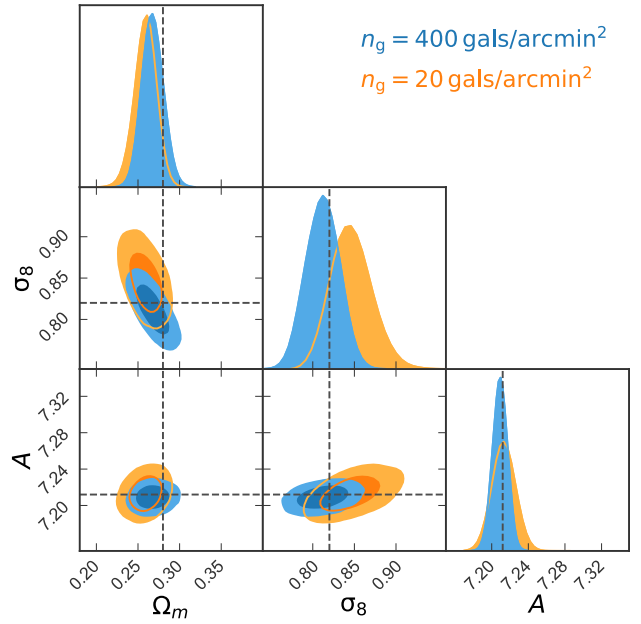 n_g = 400 gals/arcmin²
n_g = 20 gals/arcmin²
σ₈
0.90
0.85
0.80
A
7.32
7.28
7.24
7.20
0.20 0.25 0.30 0.35
0.80 0.85 0.90
7.20 7.24 7.28 7.32
Ωₘ σ₈ A